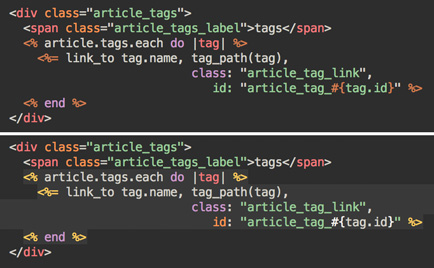 <div class="article_tags">
<span class="article_tags_label">tags</span>
<% article.tags.each do |tag| %>
<%= link_to tag.name, tag_path(tag),
class: "article_tag_link",
id: "article_tag_#{tag.id}" %>
<% end %>
</div>
<div class="article_tags">
<span class="article_tags_label">tags</span>
<% article.tags.each do |tag| %>
<%= link_to tag.name, tag_path(tag),
class: "article_tag_link",
id: "article_tag_#{tag.id}" %>
<% end %>
</div>